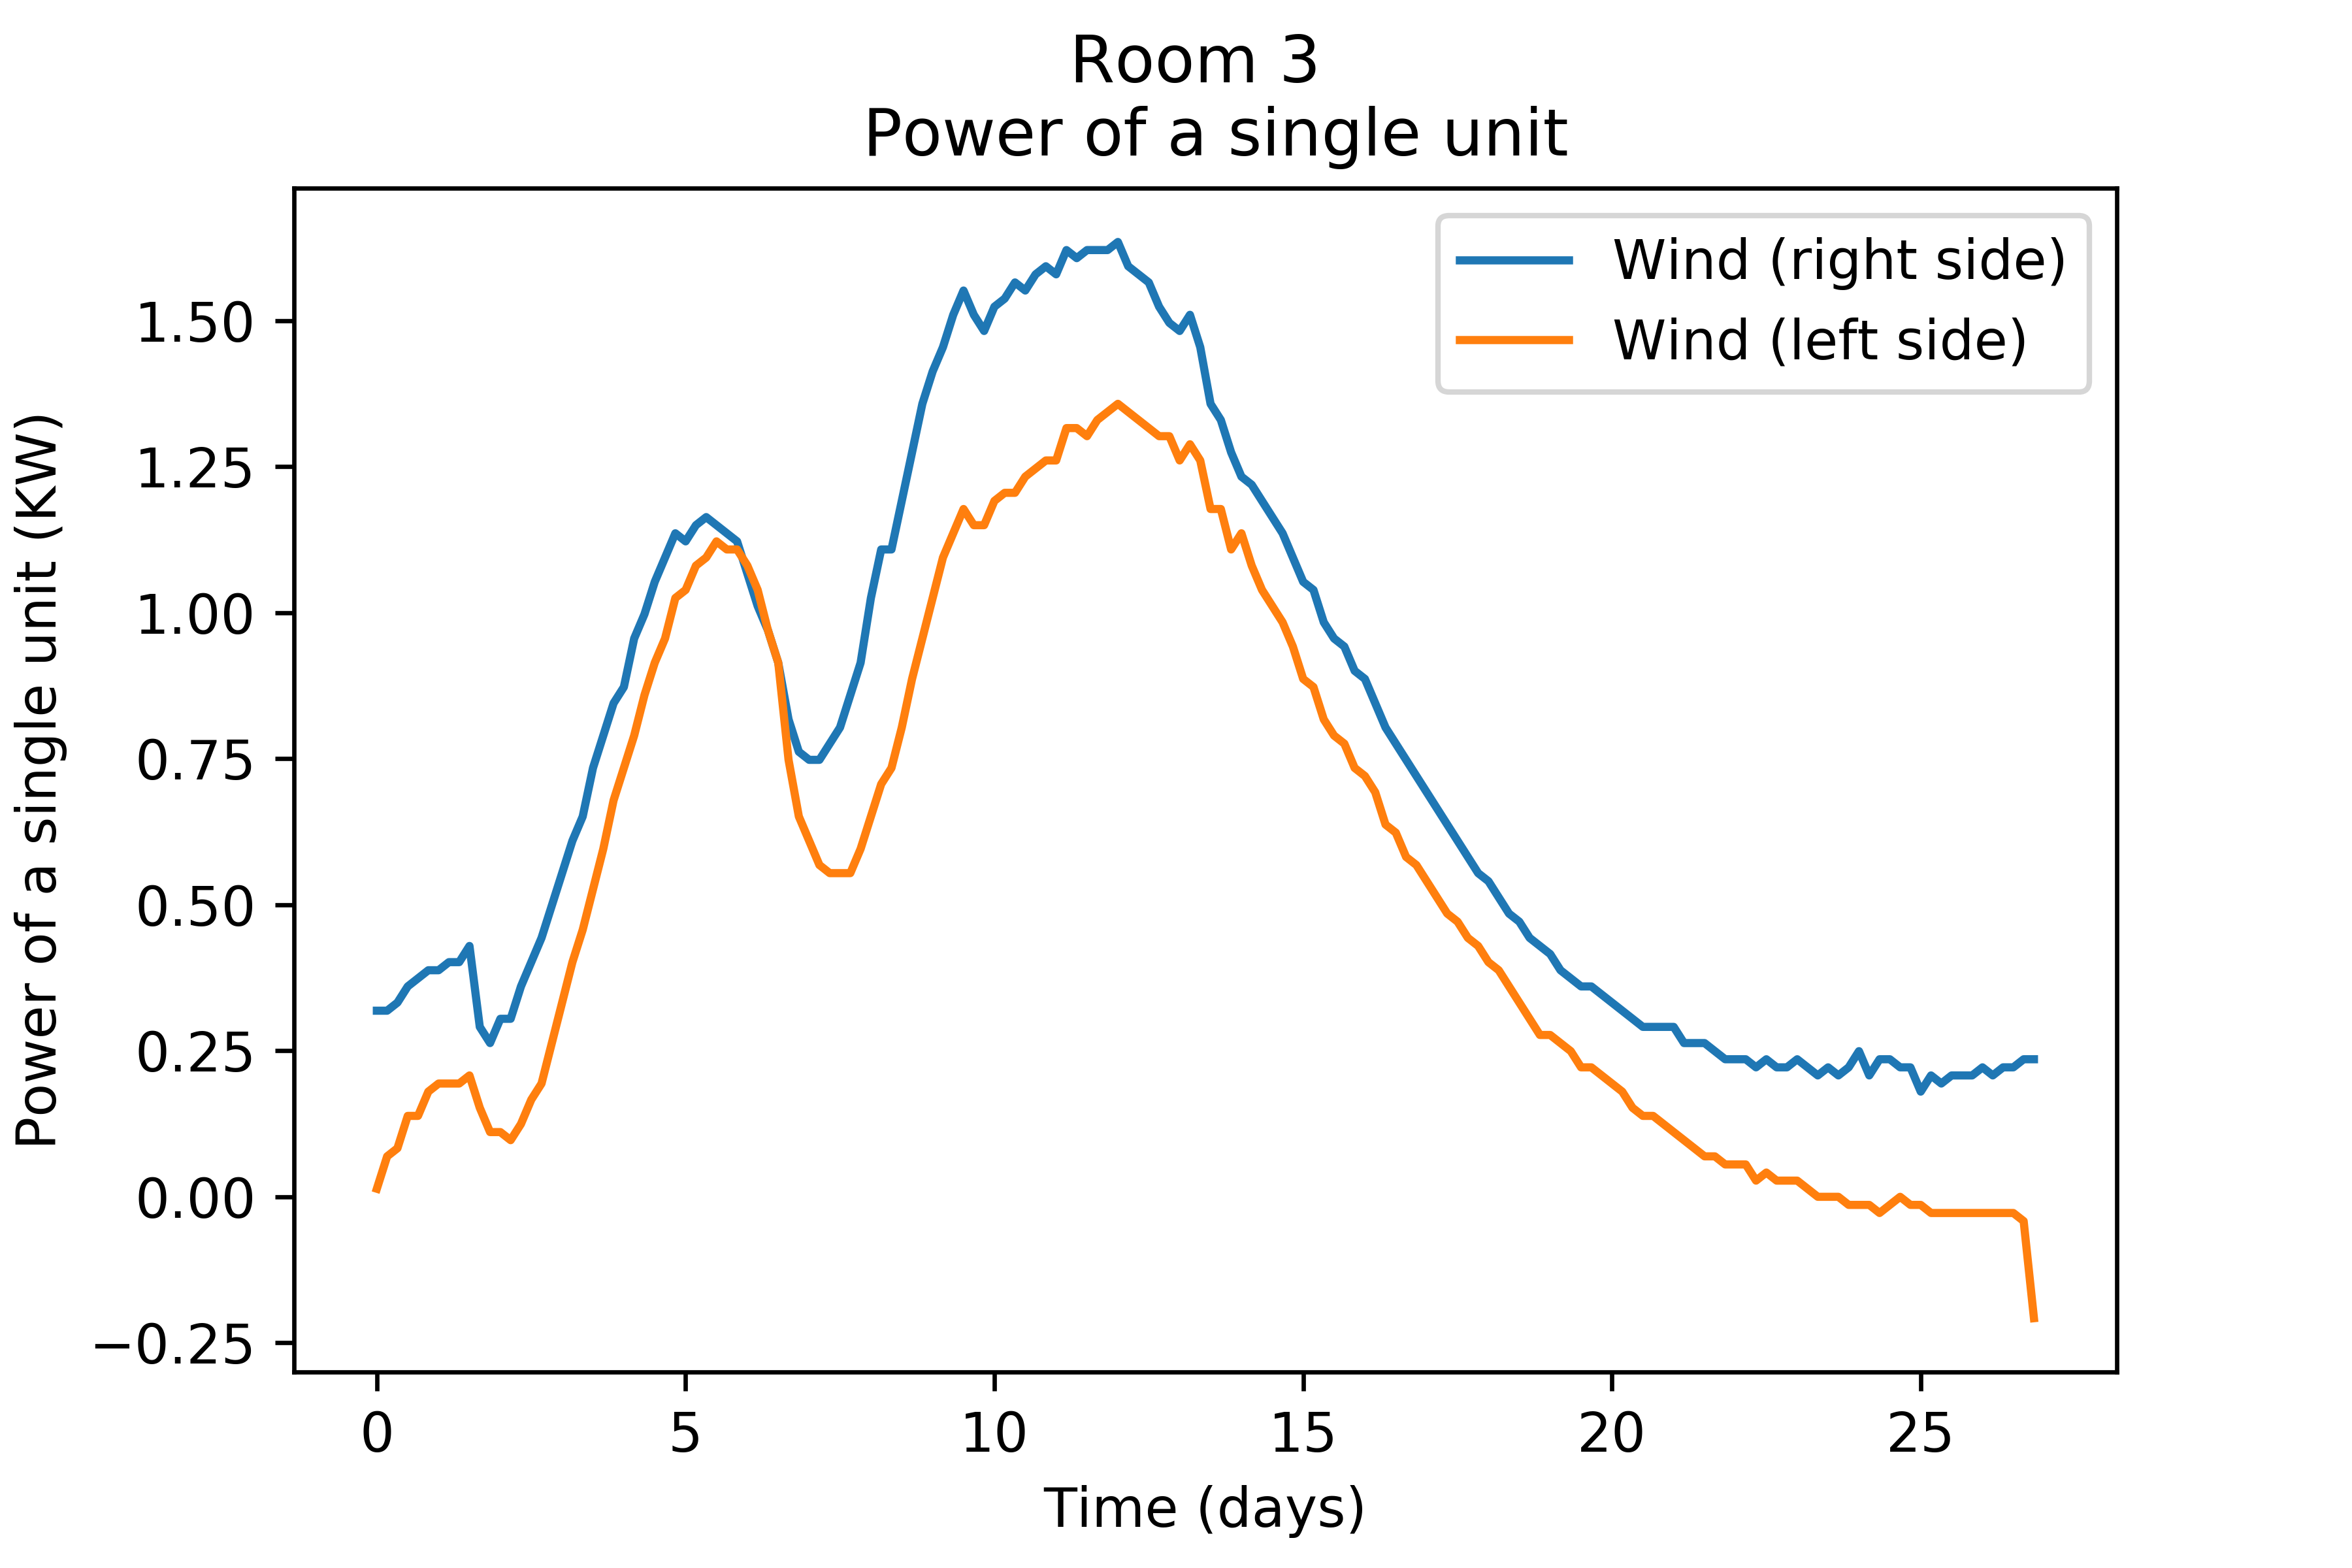 Room 3
Power of a single unit
Wind (right side)
Wind (left side)
Power of a single unit (KW)
1.50
1.25
1.00
0.75
0.50
0.25
0.00
−0.25
0 5 10 15 20 25
Time (days)